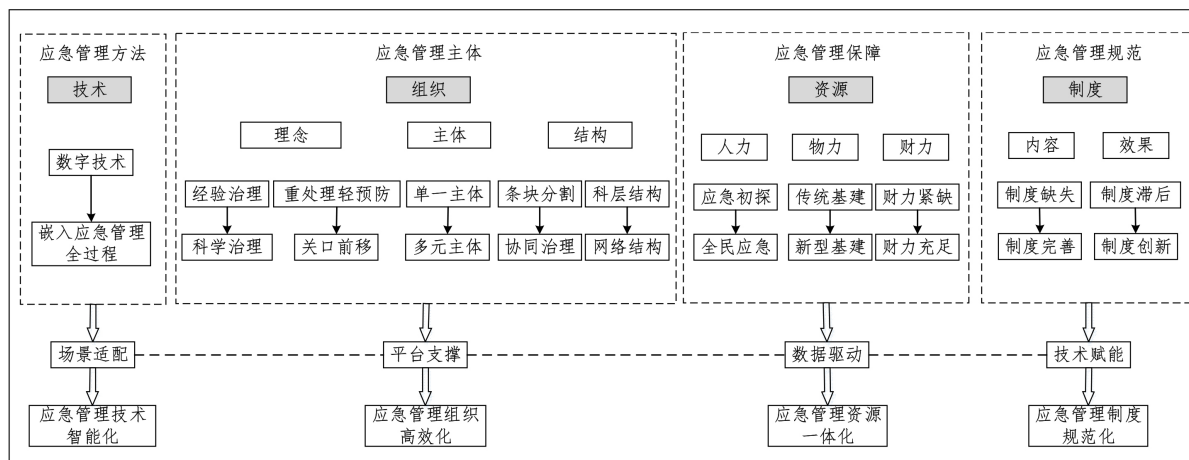 应急管理方法
应急管理主体
应急管理保障
应急管理规范
技术
组织
资源
制度
理念
主体
结构
人力
物力
财力
内容
效果
数字技术
经验治理
重处理轻预防
单一主体
条块分割
科层结构
应急初探
传统基建
财力紧缺
制度缺失
制度滞后
嵌入应急管理
全过程
科学治理
关口前移
多元主体
协同治理
网络结构
全民应急
新型基建
财力充足
制度完善
制度创新
场景适配
平台支撑
数据驱动
技术赋能
应急管理技术
智能化
应急管理组织
高效化
应急管理资源
一体化
应急管理制度
规范化